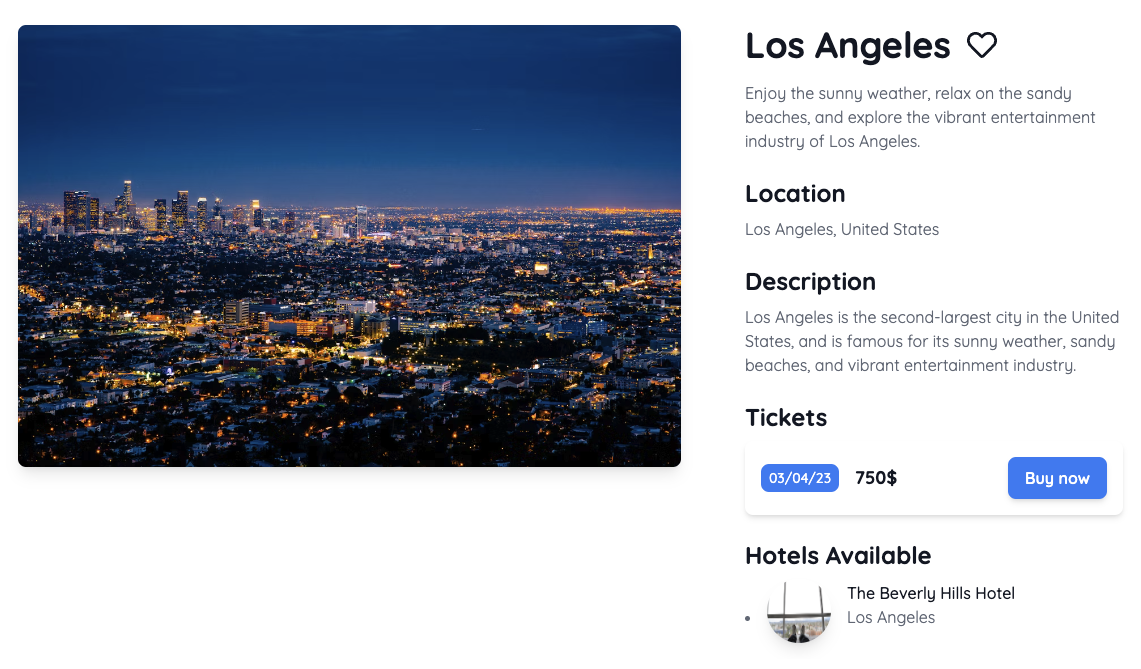 Los Angeles
Enjoy the sunny weather, relax on the sandy
beaches, and explore the vibrant entertainment
industry of Los Angeles.
Location
Los Angeles, United States
Description
Los Angeles is the second-largest city in the United
States, and is famous for its sunny weather, sandy
beaches, and vibrant entertainment industry.
Tickets
03/04/23 750$ Buy now
Hotels Available
The Beverly Hills Hotel
Los Angeles